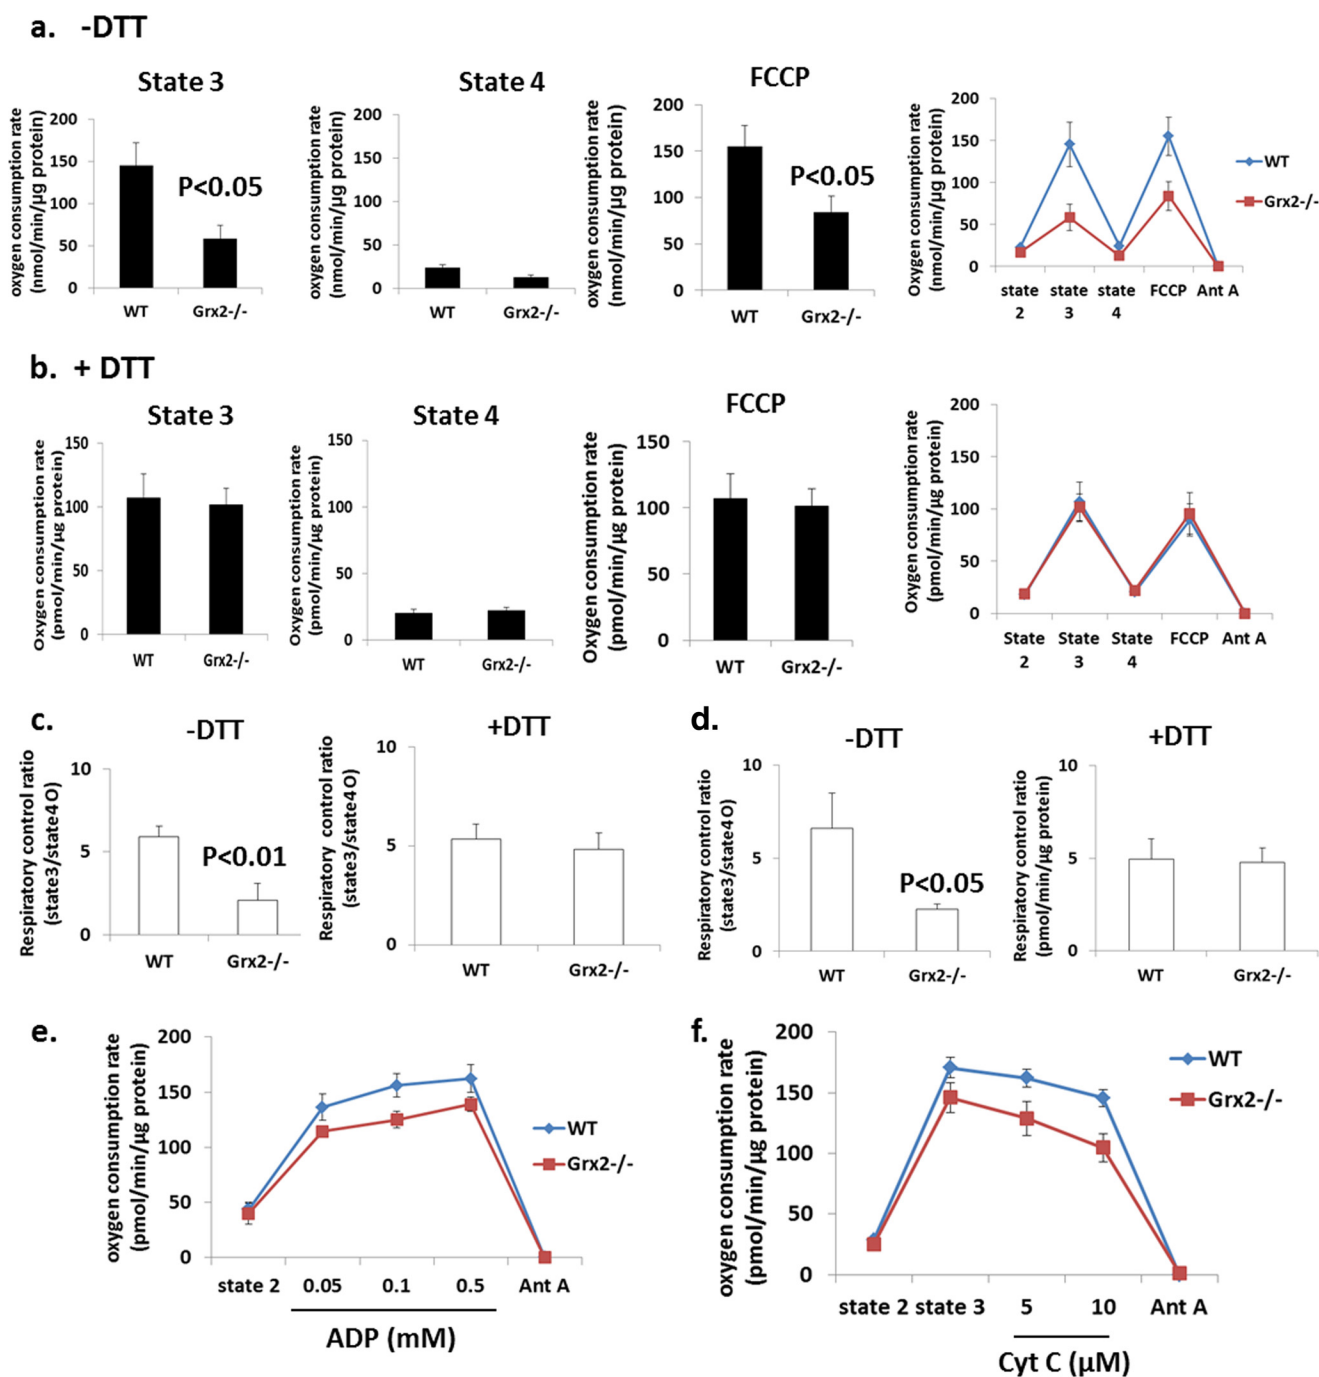 a. -DTT
State 3
oxygen consumption rate
(nmol/min/µg protein)
200
150
100
50
0
P<0.05
WT
Grx2-/-
State 4
oxygen consumption rate
(nmol/min/µg protein)
200
150
100
50
0
WT
Grx2-/-
FCCP
oxygen consumption rate
(nmol/min/µg protein)
200
150
100
50
0
P<0.05
WT
Grx2-/-
Oxygen consumption rate
(nmol/min/µg protein)
200
150
100
50
0
state 2
state 3
state 4
FCCP
Ant A
WT
Grx2-/-
b. + DTT
State 3
Oxygen consumption rate
(pmol/min/µg protein)
150
100
50
0
WT
Grx2-/-
State 4
Oxygen consumption rate
(pmol/min/µg protein)
150
100
50
0
WT
Grx2-/-
FCCP
Oxygen consumption rate
(pmol/min/µg protein)
150
100
50
0
WT
Grx2-/-
Oxygen consumption rate
(pmol/min/µg protein)
200
150
100
50
0
State 2
State 3
State 4
FCCP
Ant A
c.
-DTT
Respiratory control ratio
(state3/state4O)
10
5
0
P<0.01
WT
Grx2-/-
+DTT
Respiratory control ratio
(state3/state4O)
10
5
0
WT
Grx2-/-
d.
-DTT
Respiratory control ratio
(state3/state4O)
10
5
0
P<0.05
WT
Grx2-/-
+DTT
Respiratory control ratio
(pmol/min/µg protein)
10
5
0
WT
Grx2-/-
e.
oxygen consumption rate
(pmol/min/µg protein)
200
150
100
50
0
state 2
0.05
0.1
0.5
Ant A
ADP (mM)
WT
Grx2-/-
f.
oxygen consumption rate
(pmol/min/µg protein)
200
150
100
50
0
state 2
state 3
5
10
Ant A
Cyt C (µM)
WT
Grx2-/-